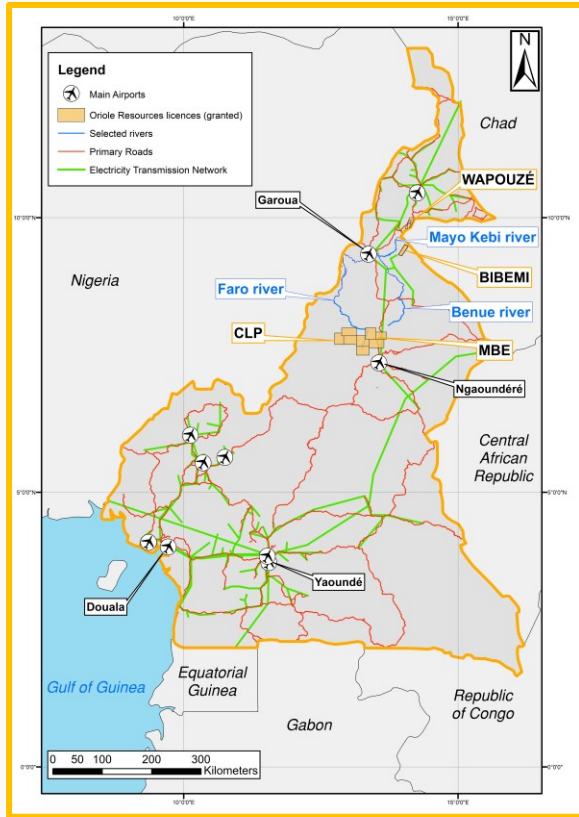 10°0'0"E
15°0'0"E
N
Legend
Main Airports
Oriole Resources licences (granted)
Selected rivers
Primary Roads
Electricity Transmission Network
Chad
WAPOUZÉ
Garoua
10°0'0"N
10°0'0"N
Mayo Kebi river
BIBEMI
Nigeria
Faro river
Benue river
CLP
MBE
Ngaoundéré
Central
African
Republic
5°0'0"N
5°0'0"N
Yaoundé
Douala
Equatorial
Guinea
Gulf of Guinea
Republic
of Congo
Gabon
0 50 100 200 300
Kilometers
0°0'0"
0°0'0"
10°0'0"E
15°0'0"E